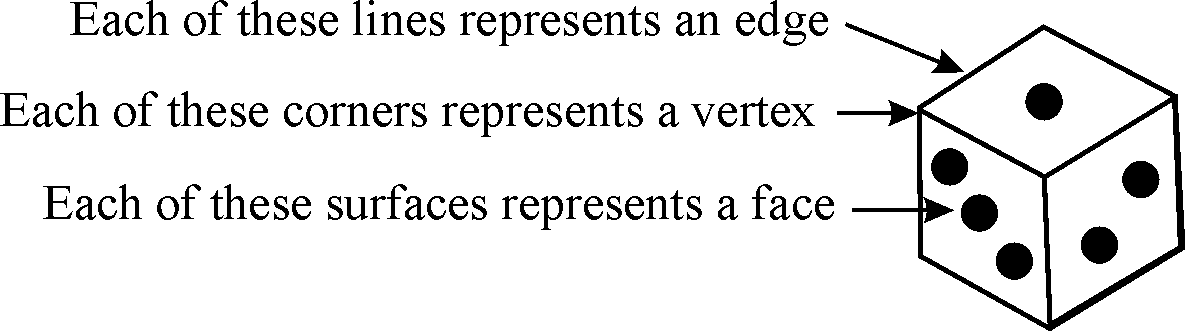 Each of these lines represents an edge
Each of these corners represents a vertex
Each of these surfaces represents a face